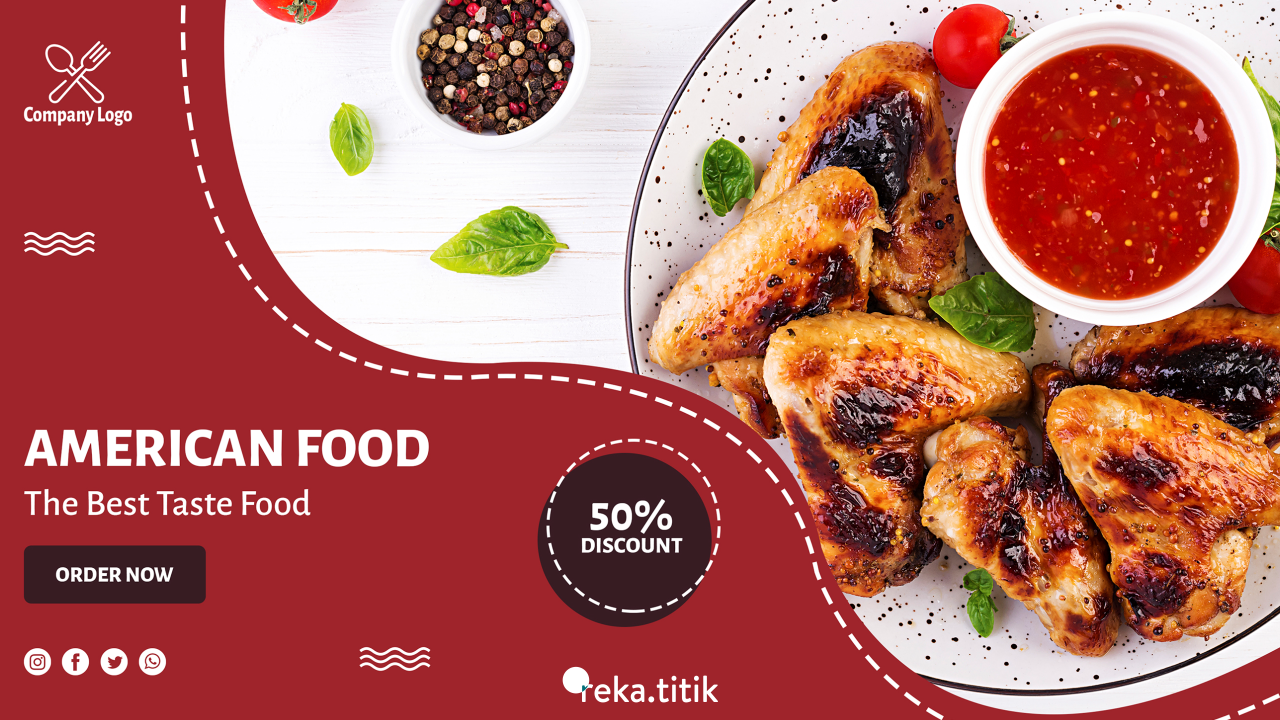 Company Logo
AMERICAN FOOD
The Best Taste Food
50%
DISCOUNT
ORDER NOW
reka.titik